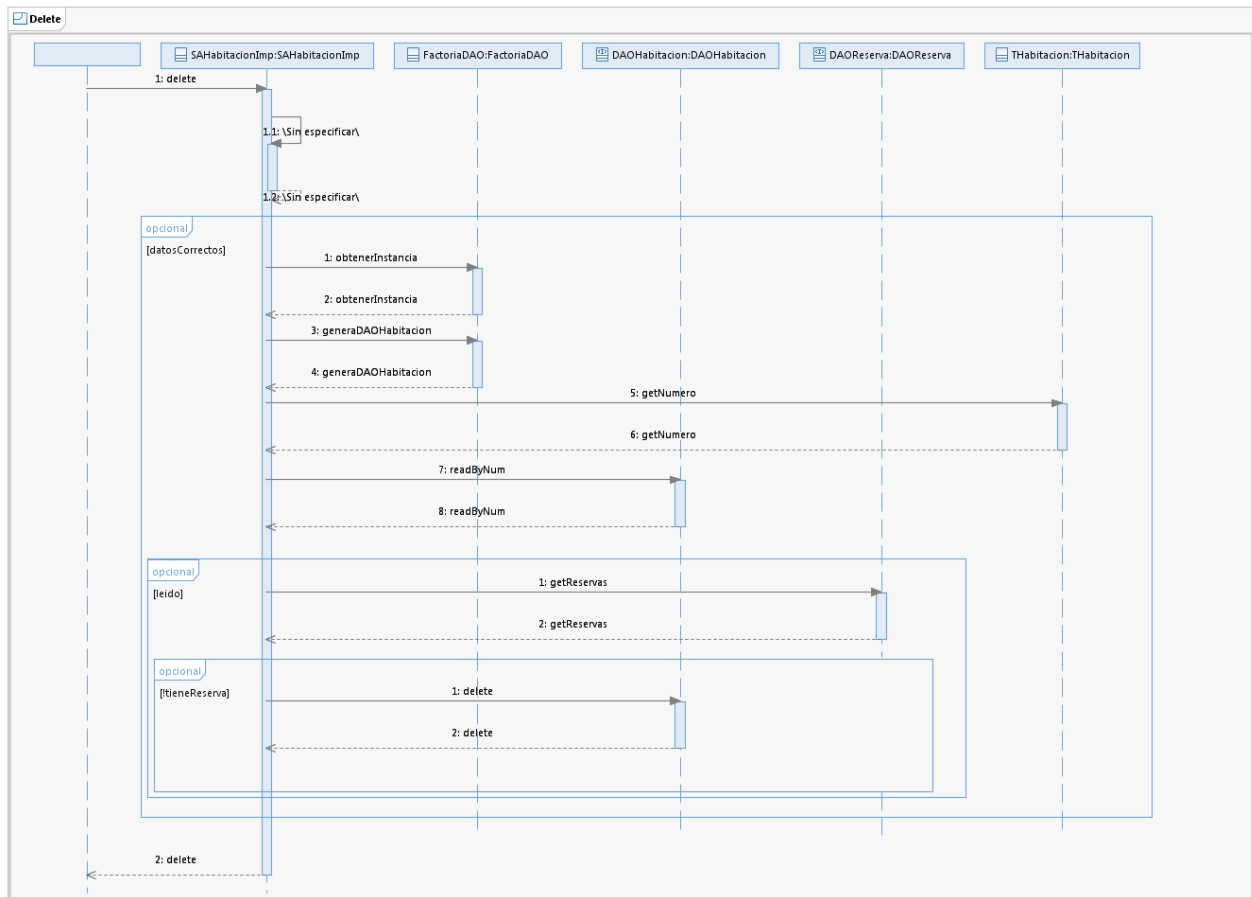 Delete
SAHabitacionImp:SAHabitacionImp
FactoriaDAO:FactoriaDAO
DAOHabitacion:DAOHabitacion
DAOReserva:DAOReserva
THabitacion:THabitacion
1: delete
1.1: \Sin especificar\
1.2: \Sin especificar\
opcional
[datosCorrectos]
1: obtenerInstancia
2: obtenerInstancia
3: generaDAOHabitacion
4: generaDAOHabitacion
5: getNumero
6: getNumero
7: readByNum
8: readByNum
opcional
[leido]
1: getReservas
2: getReservas
opcional
[!tieneReserva]
1: delete
2: delete
2: delete